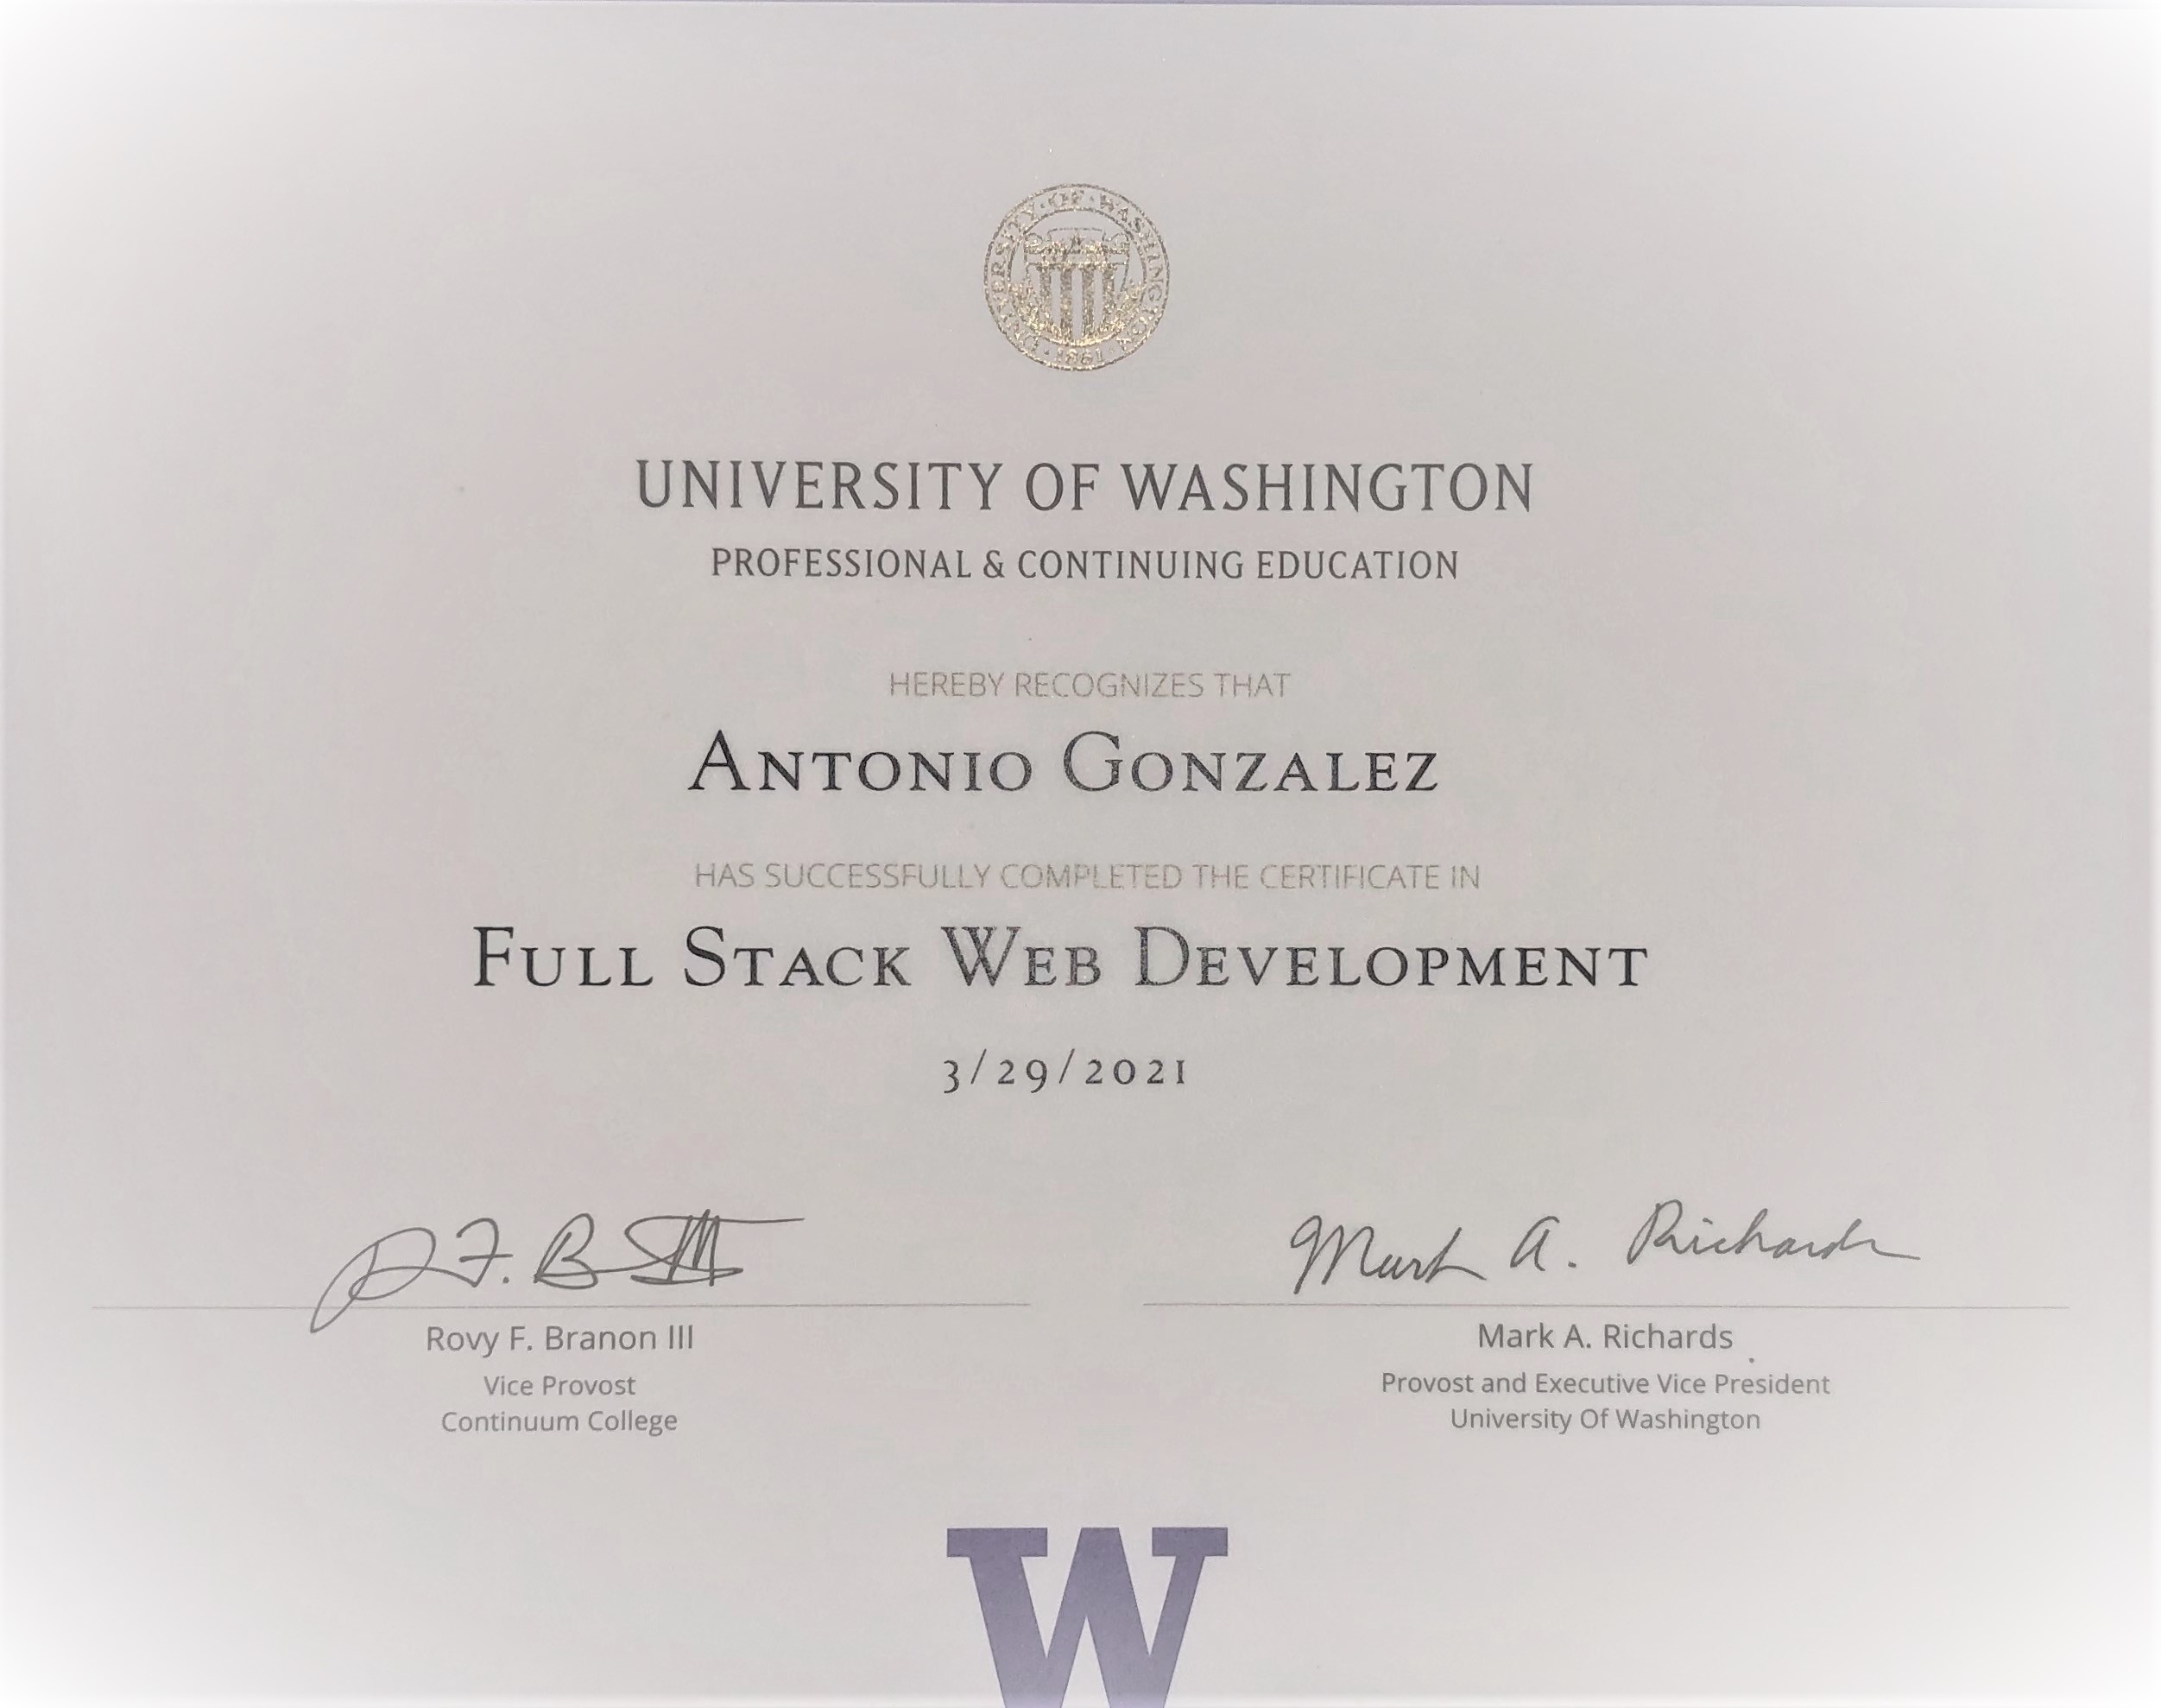 UNIVERSITY OF WASHINGTON
1861
UNIVERSITY OF WASHINGTON
PROFESSIONAL & CONTINUING EDUCATION
HEREBY RECOGNIZES THAT
ANTONIO GONZALEZ
HAS SUCCESSFULLY COMPLETED THE CERTIFICATE IN
FULL STACK WEB DEVELOPMENT
3/29/2021
Mark A. Richards
Rovy F. Branon III
Vice Provost
Continuum College
Mark A. Richards
Provost and Executive Vice President
University Of Washington
W